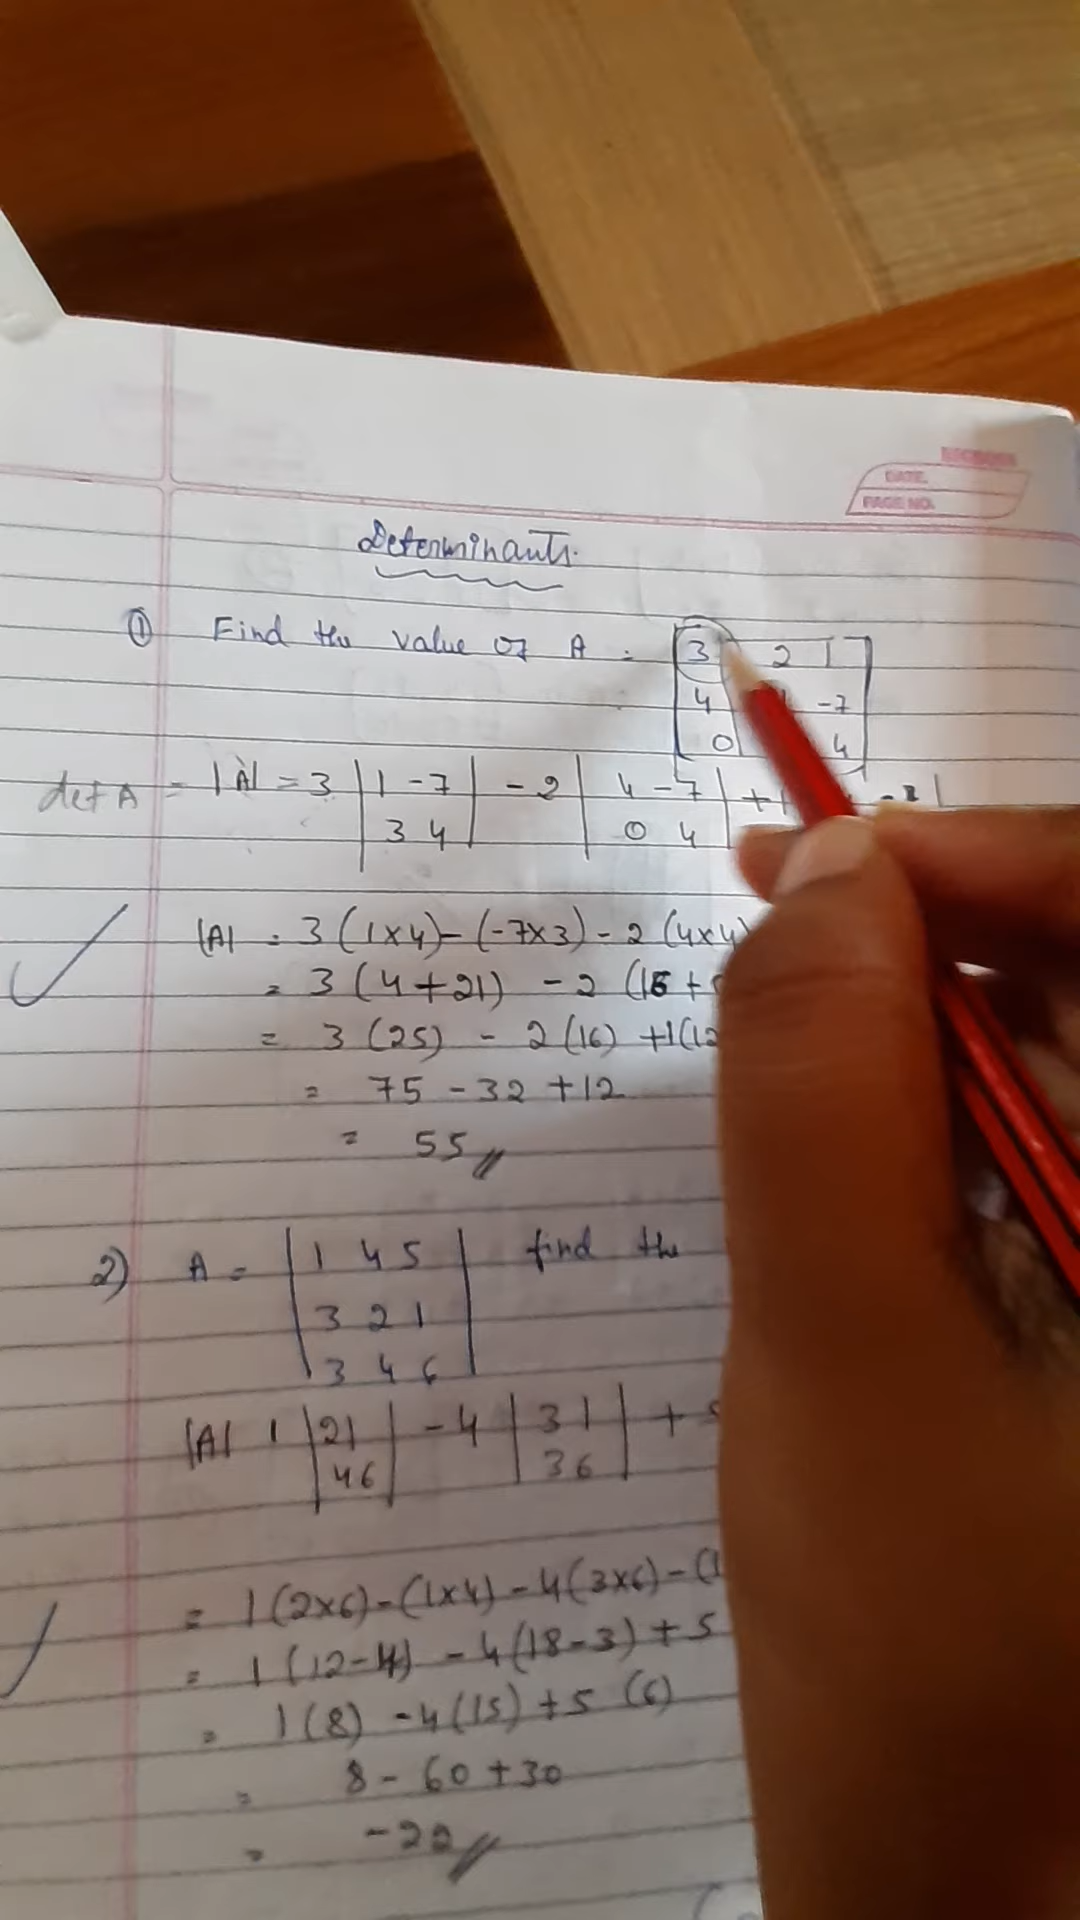 DATE.
PAGE NO.
Determinants.
① Find the value of A = [3 2 1
4 -7
0 4]
det A = |A| = 3 |1 -7| - 2 |4 -7| + 1
3 4 0 4
|A| = 3 (1x4) - (-7x3) - 2 (4x4)
= 3 (4+21) - 2 (16 +
= 3 (25) - 2 (16) +1(12
= 75 - 32 + 12
= 55 //
2) A = |1 4 5| find the
|3 2 1|
|3 4 6|
|A| 1 |2 1| - 4 |3 1| + 5
|4 6| |3 6|
= 1 (2x6) - (1x4) - 4 (3x6) - (1
= 1 (12-4) - 4 (18-3) + 5
= 1 (8) - 4 (15) + 5 (6)
= 8 - 60 + 30
= -22 //